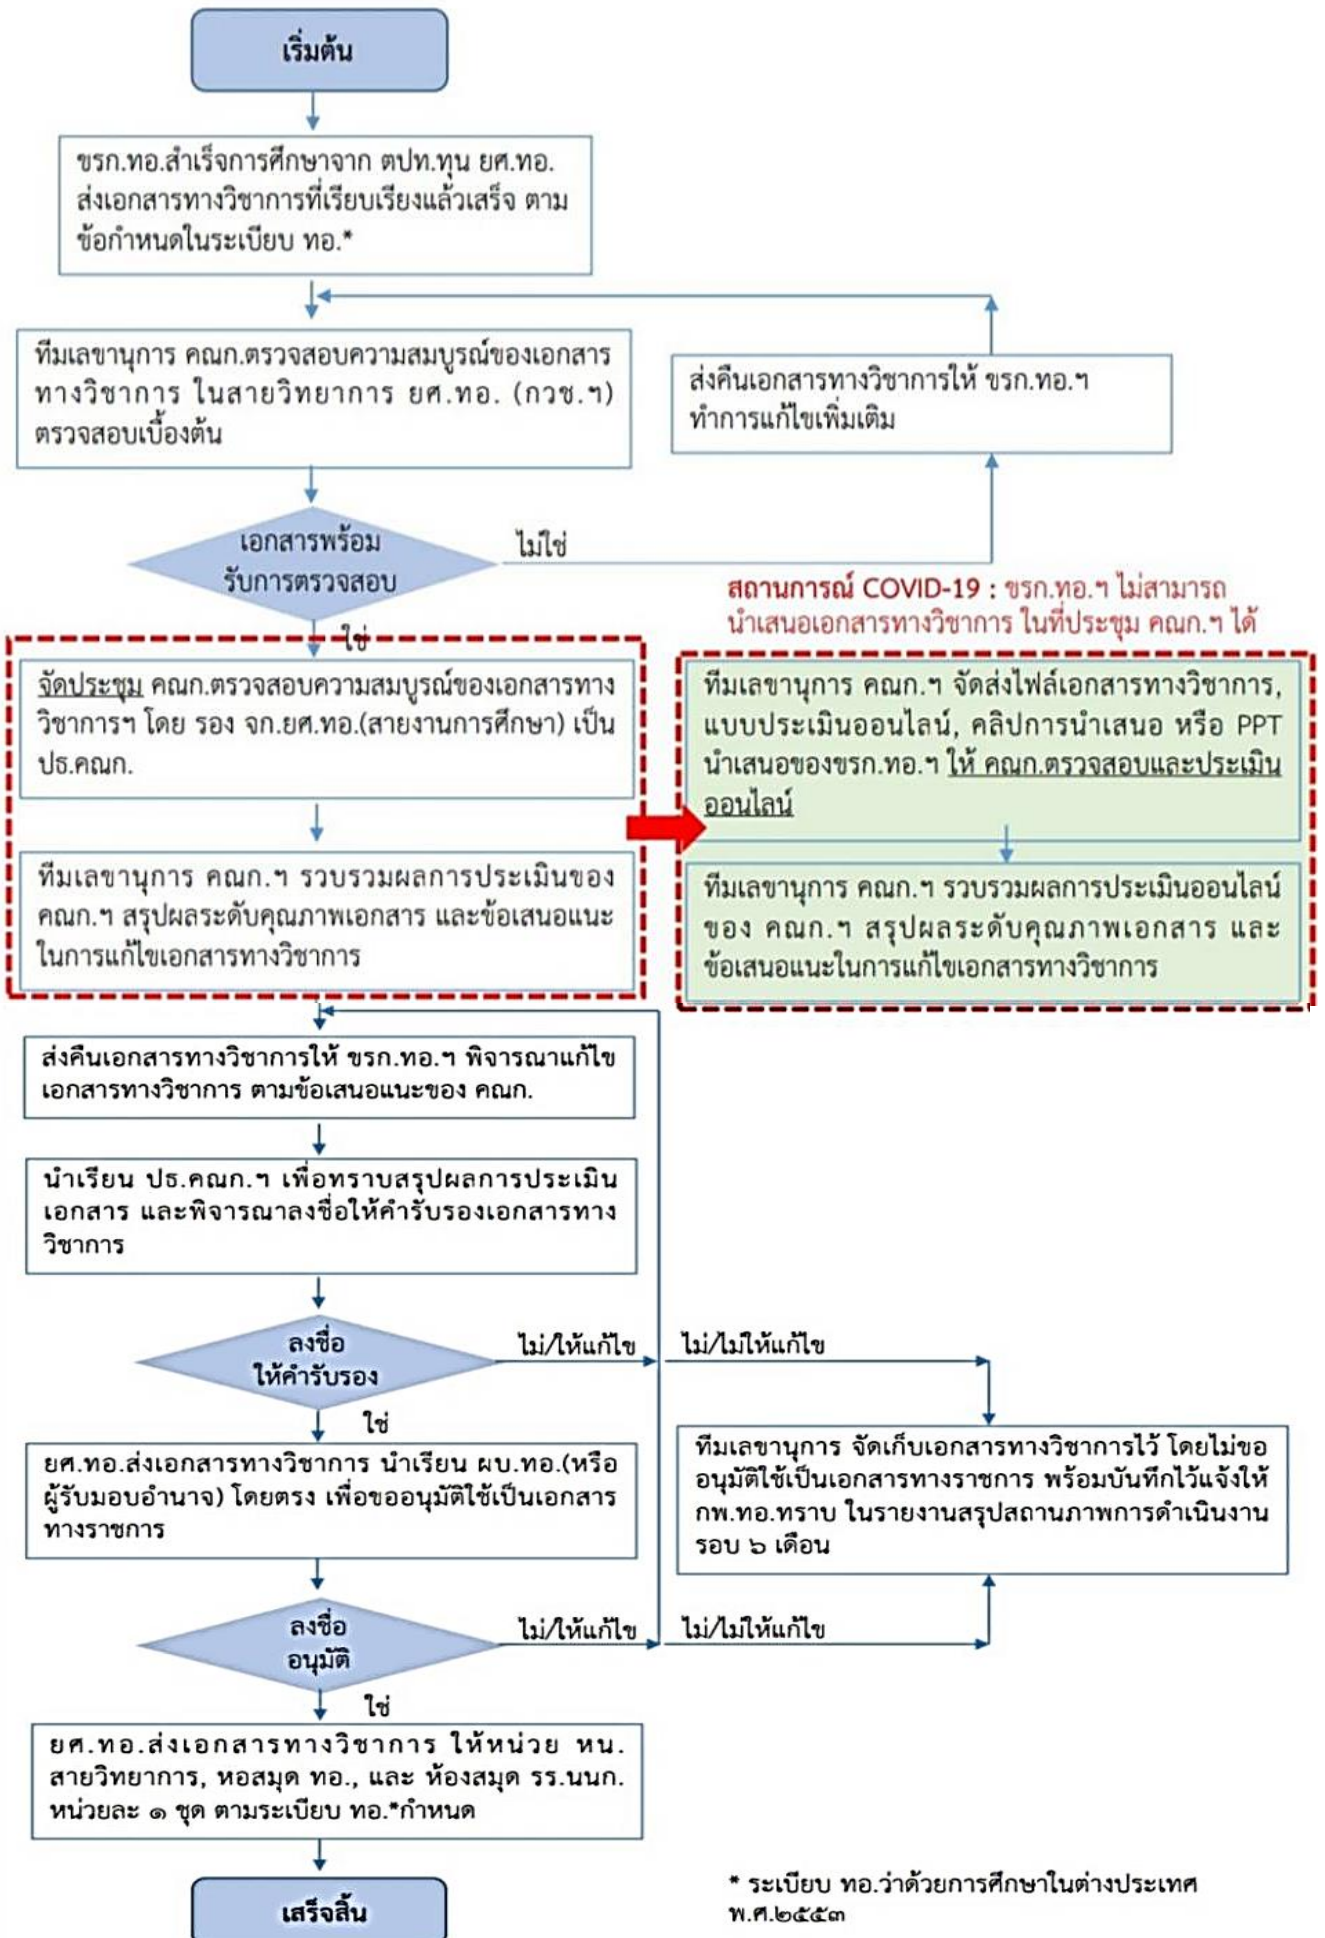 เริ่มต้น
ขรก.ทอ.สำเร็จการศึกษาจาก ตปท.ทุน ยศ.ทอ.
ส่งเอกสารทางวิชาการที่เรียบเรียงแล้วเสร็จ ตาม
ข้อกำหนดในระเบียบ ทอ.*
ทีมเลขานุการ คณก.ตรวจสอบความสมบูรณ์ของเอกสาร
ทางวิชาการ ในสายวิทยาการ ยศ.ทอ. (กวช.ฯ)
ตรวจสอบเบื้องต้น
ส่งคืนเอกสารทางวิชาการให้ ขรก.ทอ.ฯ
ทำการแก้ไขเพิ่มเติม
เอกสารพร้อม
รับการตรวจสอบ
ไม่ใช่
ใช่
สถานการณ์ COVID-19 : ขรก.ทอ.ฯ ไม่สามารถ
นำเสนอเอกสารทางวิชาการ ในที่ประชุม คณก.ฯ ได้
จัดประชุม คณก.ตรวจสอบความสมบูรณ์ของเอกสารทาง
วิชาการฯ โดย รอง จก.ยศ.ทอ.(สายงานการศึกษา) เป็น
ปธ.คณก.
ทีมเลขานุการ คณก.ฯ รวบรวมผลการประเมินของ
คณก.ฯ สรุปผลระดับคุณภาพเอกสาร และข้อเสนอแนะ
ในการแก้ไขเอกสารทางวิชาการ
ทีมเลขานุการ คณก.ฯ จัดส่งไฟล์เอกสารทางวิชาการ,
แบบประเมินออนไลน์, คลิปการนำเสนอ หรือ PPT
นำเสนอของขรก.ทอ.ฯ ให้ คณก.ตรวจสอบและประเมิน
ออนไลน์
ทีมเลขานุการ คณก.ฯ รวบรวมผลการประเมินออนไลน์
ของ คณก.ฯ สรุปผลระดับคุณภาพเอกสาร และ
ข้อเสนอแนะในการแก้ไขเอกสารทางวิชาการ
ส่งคืนเอกสารทางวิชาการให้ ขรก.ทอ.ฯ พิจารณาแก้ไข
เอกสารทางวิชาการ ตามข้อเสนอแนะของ คณก.
นำเรียน ปธ.คณก.ฯ เพื่อทราบสรุปผลการประเมิน
เอกสาร และพิจารณาลงชื่อให้คำรับรองเอกสารทาง
วิชาการ
ลงชื่อ
ให้คำรับรอง
ไม่/ให้แก้ไข
ไม่/ไม่ให้แก้ไข
ใช่
ยศ.ทอ.ส่งเอกสารทางวิชาการ นำเรียน ผบ.ทอ.(หรือ
ผู้รับมอบอำนาจ) โดยตรง เพื่อขออนุมัติใช้เป็นเอกสาร
ทางราชการ
ทีมเลขานุการ จัดเก็บเอกสารทางวิชาการไว้ โดยไม่ขอ
อนุมัติใช้เป็นเอกสารทางราชการ พร้อมบันทึกไว้แจ้งให้
กพ.ทอ.ทราบ ในรายงานสรุปสถานภาพการดำเนินงาน
รอบ ๖ เดือน
ลงชื่อ
อนุมัติ
ไม่/ให้แก้ไข
ไม่/ไม่ให้แก้ไข
ใช่
ยศ.ทอ.ส่งเอกสารทางวิชาการ ให้หน่วย หน.
สายวิทยาการ, หอสมุด ทอ., และ ห้องสมุด รร.นนก.
หน่วยละ ๑ ชุด ตามระเบียบ ทอ.*กำหนด
เสร็จสิ้น
* ระเบียบ ทอ.ว่าด้วยการศึกษาในต่างประเทศ
พ.ศ.๒๕๕๓